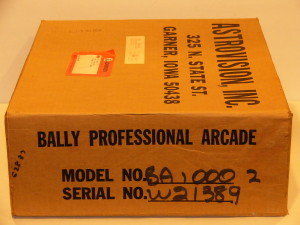 ASTROVISION, INC.
325 N. STATE ST.
GARNER, IOWA 50438
BALLY PROFESSIONAL ARCADE
MODEL NO. BA 1000 2
SERIAL NO. W21389